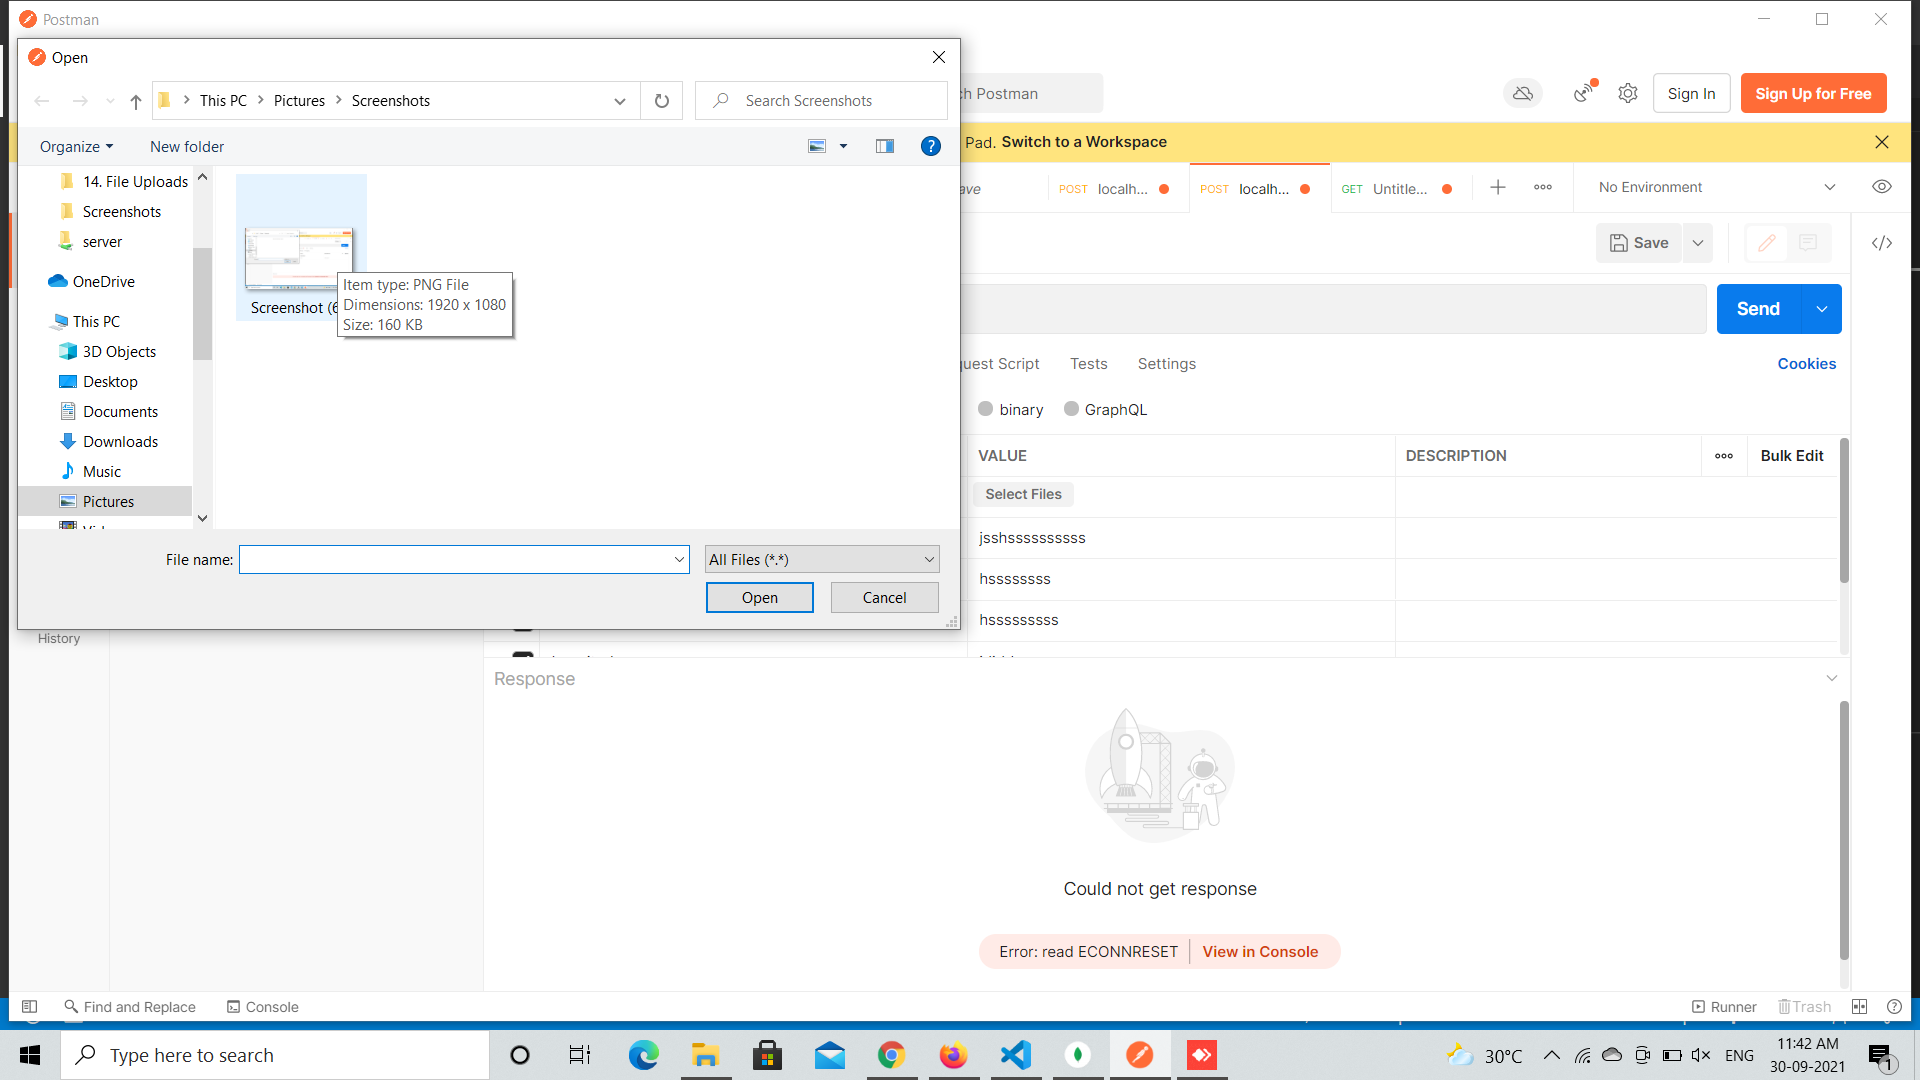 Postman
Open
This PC
Pictures
Screenshots
Search Screenshots
ch Postman
Sign In
Sign Up for Free
Organize
New folder
?
Pad. Switch to a Workspace
14. File Uploads
Screenshots
server
OneDrive
This PC
3D Objects
Desktop
Documents
Downloads
Music
Pictures
Screenshot (6
Item type: PNG File
Dimensions: 1920 x 1080
Size: 160 KB
ave
POST localh...
POST localh...
GET Untitle...
No Environment
Save
</>
Send
quest Script
Tests
Settings
Cookies
binary
GraphQL
VALUE
DESCRIPTION
Bulk Edit
Select Files
jsshssssssssss
hssssssss
hsssssssss
File name:
All Files (*.*)
Open
Cancel
History
Response
Could not get response
Error: read ECONNRESET
View in Console
Find and Replace
Console
Runner
Trash
?
Type here to search
30°C
ENG
11:42 AM
30-09-2021
1